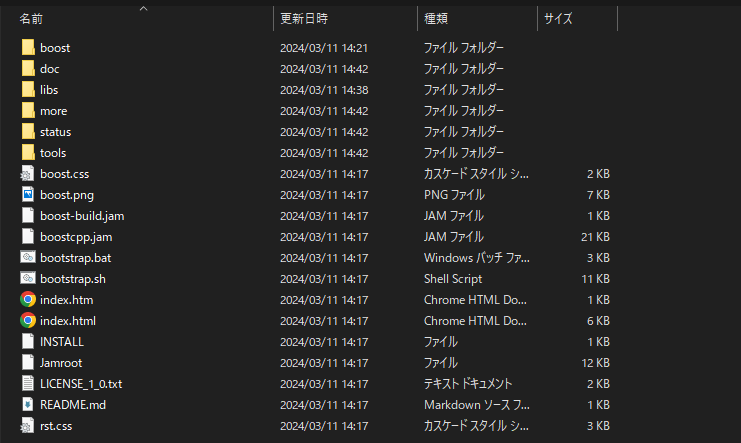 名前 更新日時 種類 サイズ
boost 2024/03/11 14:21 ファイル フォルダー
doc 2024/03/11 14:42 ファイル フォルダー
libs 2024/03/11 14:38 ファイル フォルダー
more 2024/03/11 14:42 ファイル フォルダー
status 2024/03/11 14:42 ファイル フォルダー
tools 2024/03/11 14:42 ファイル フォルダー
boost.css 2024/03/11 14:17 カスケード スタイル シ... 2 KB
boost.png 2024/03/11 14:17 PNG ファイル 7 KB
boost-build.jam 2024/03/11 14:17 JAM ファイル 1 KB
boostcpp.jam 2024/03/11 14:17 JAM ファイル 21 KB
bootstrap.bat 2024/03/11 14:17 Windows バッチ ファ... 3 KB
bootstrap.sh 2024/03/11 14:17 Shell Script 11 KB
index.htm 2024/03/11 14:17 Chrome HTML Do... 1 KB
index.html 2024/03/11 14:17 Chrome HTML Do... 6 KB
INSTALL 2024/03/11 14:17 ファイル 1 KB
Jamroot 2024/03/11 14:17 ファイル 12 KB
LICENSE_1_0.txt 2024/03/11 14:17 テキスト ドキュメント 2 KB
README.md 2024/03/11 14:17 Markdown ソース フ... 1 KB
rst.css 2024/03/11 14:17 カスケード スタイル シ... 3 KB